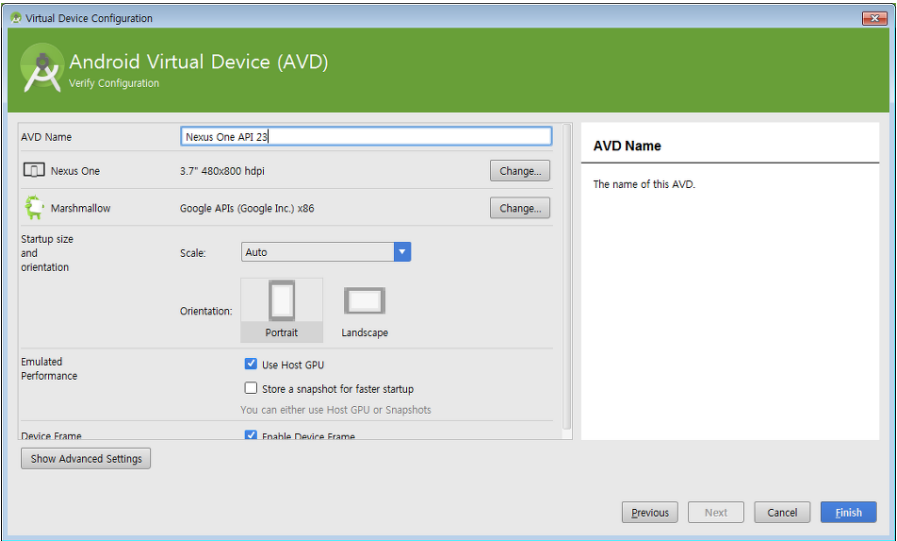 Virtual Device Configuration
Android Virtual Device (AVD)
Verify Configuration
AVD Name
Nexus One API 23
Nexus One
3.7" 480x800 hdpi
Change...
Marshmallow
Google APIs (Google Inc.) x86
Change...
Startup size
and
orientation
Scale:
Auto
Orientation:
Portrait
Landscape
Emulated
Performance
Use Host GPU
Store a snapshot for faster startup
You can either use Host GPU or Snapshots
Device Frame
Enable Device Frame
Show Advanced Settings
AVD Name
The name of this AVD.
Previous
Next
Cancel
Finish